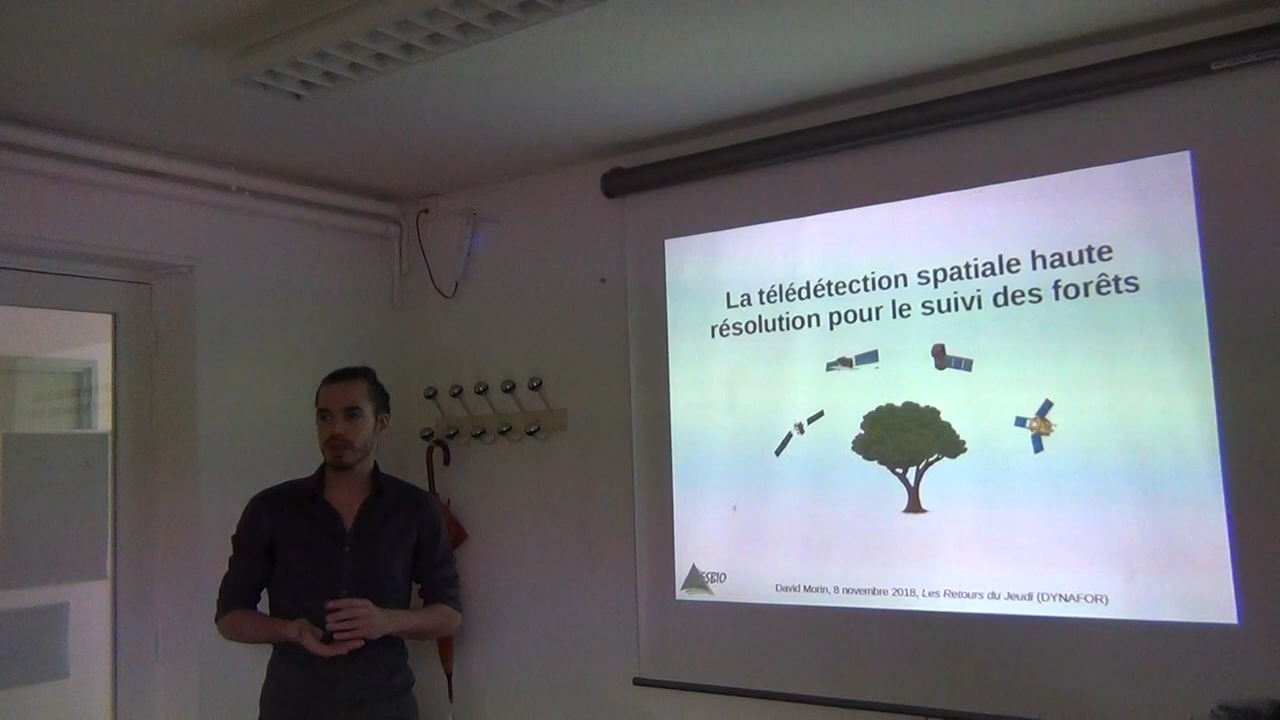 La télédétection spatiale haute
résolution pour le suivi des forêts
ESBIO
David Morin, 8 novembre 2018, Les Retours du Jeudi (DYNAFOR)